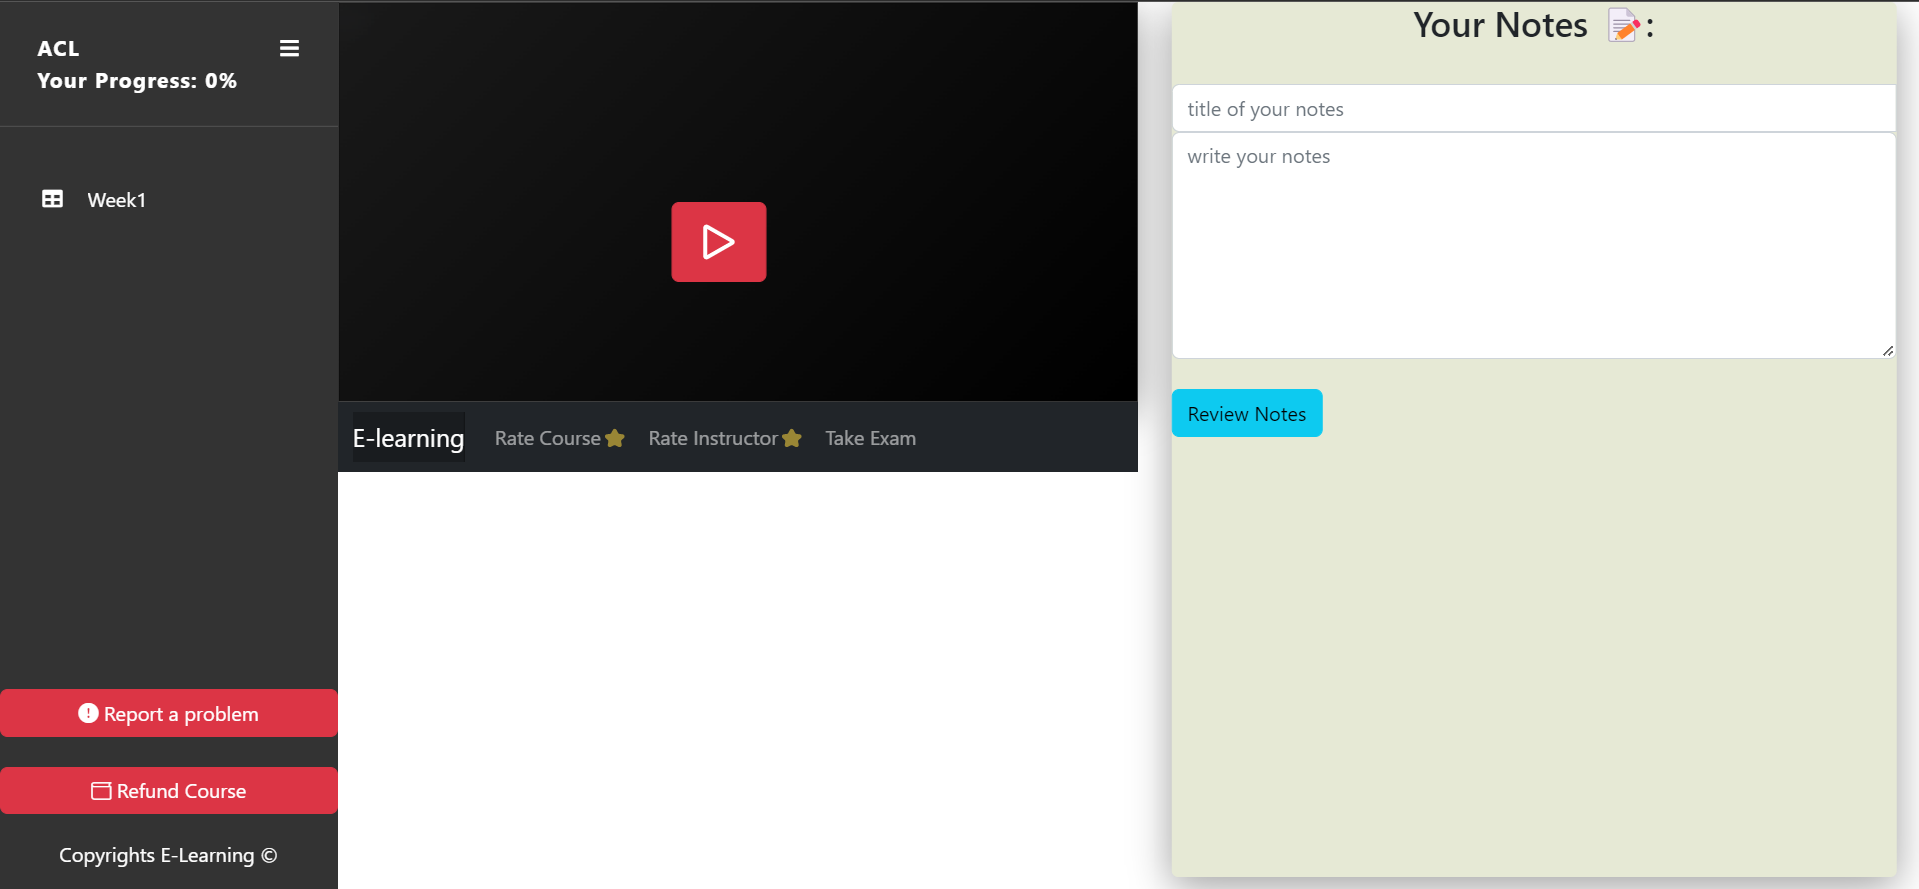 ACL
Your Progress: 0%
Week1
Report a problem
Refund Course
Copyrights E-Learning ©
E-learning
Rate Course
Rate Instructor
Take Exam
Your Notes 📝:
title of your notes
write your notes
Review Notes